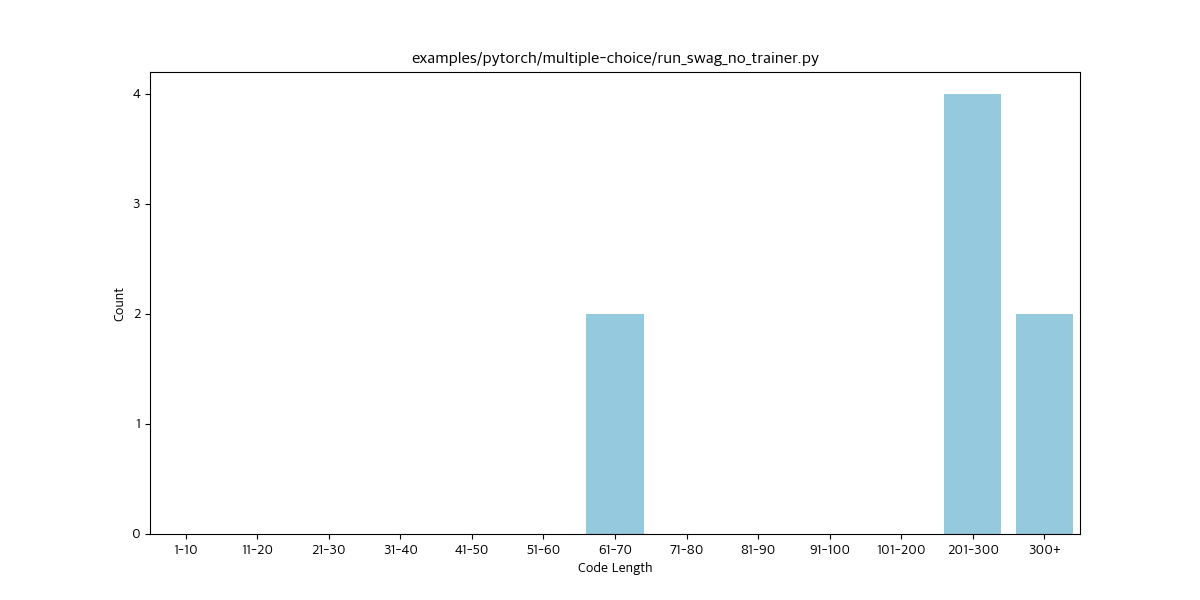 examples/pytorch/multiple-choice/run_swag_no_trainer.py
4
3
2
1
0
Count
1-10 11-20 21-30 31-40 41-50 51-60 61-70 71-80 81-90 91-100 101-200 201-300 300+
Code Length